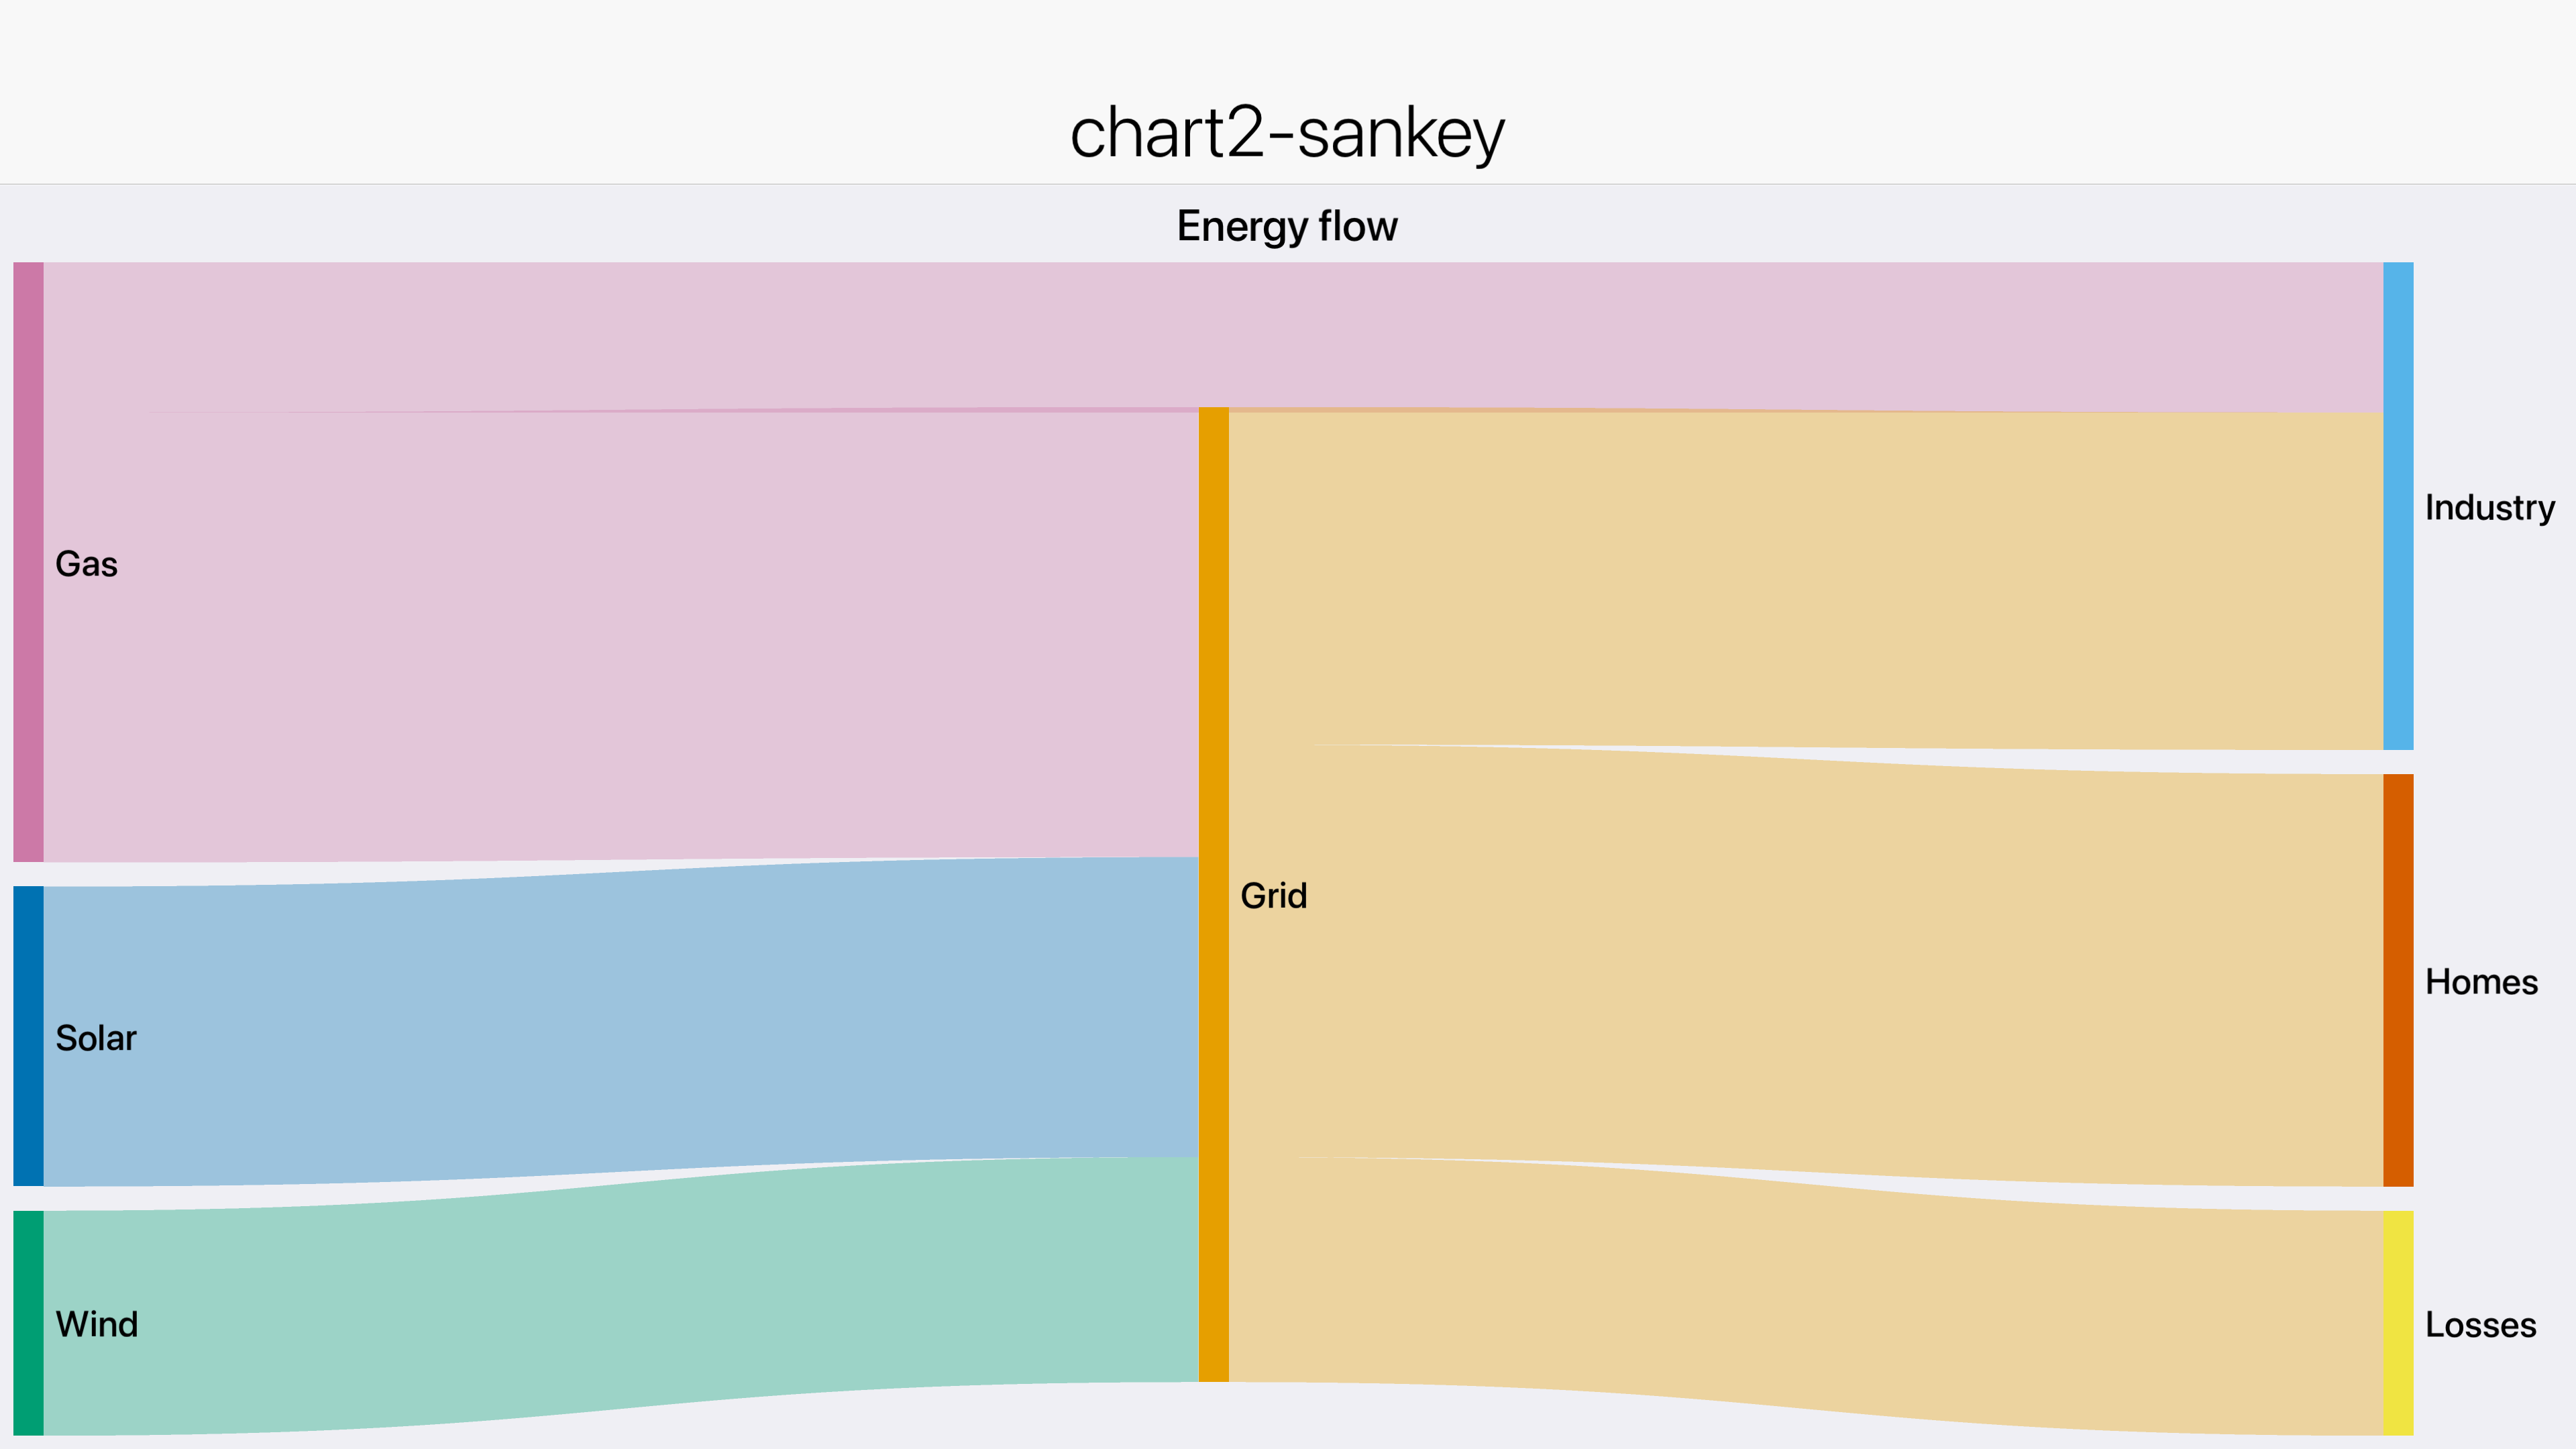 chart2-sankey
Energy flow
Gas
Industry
Grid
Homes
Solar
Wind
Losses